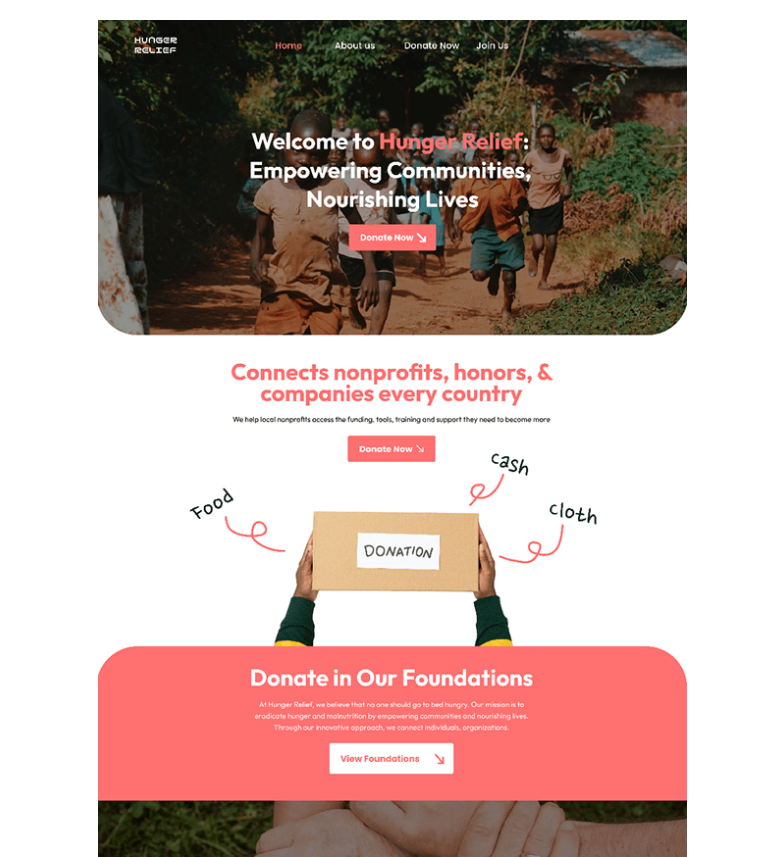 HUNGER
RELIEF
Home About us Donate Now Join Us
Welcome to Hunger Relief:
Empowering Communities,
Nourishing Lives
Donate Now
Connects nonprofits, honors, &
companies every country
We help local nonprofits access the funding, tools, training and support they need to become more
Donate Now
cash
Food
cloth
DONATION
Donate in Our Foundations
At Hunger Relief, we believe that no one should go to bed hungry. Our mission is to
eradicate hunger and malnutrition by empowering communities and nourishing lives.
Through our innovative approach, we connect individuals, organizations.
View Foundations